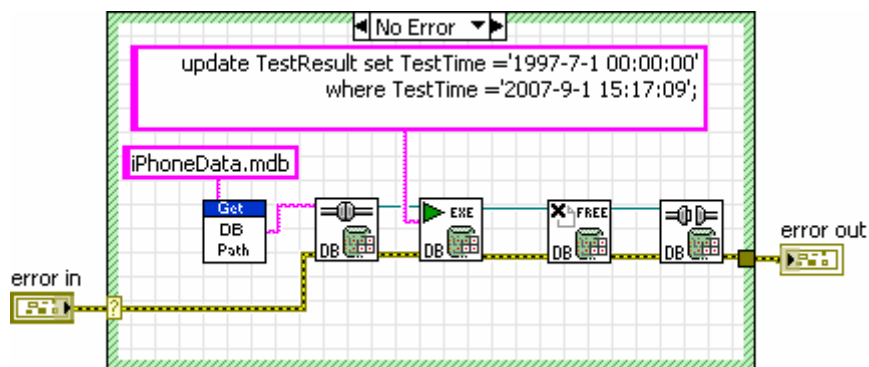 No Error
update TestResult set TestTime ='1997-7-1 00:00:00'
where TestTime ='2007-9-1 15:17:09';
iPhoneData.mdb
Get
DB
Path
DB
EXE
DB
FREE
DB
DB
error in
?
error out